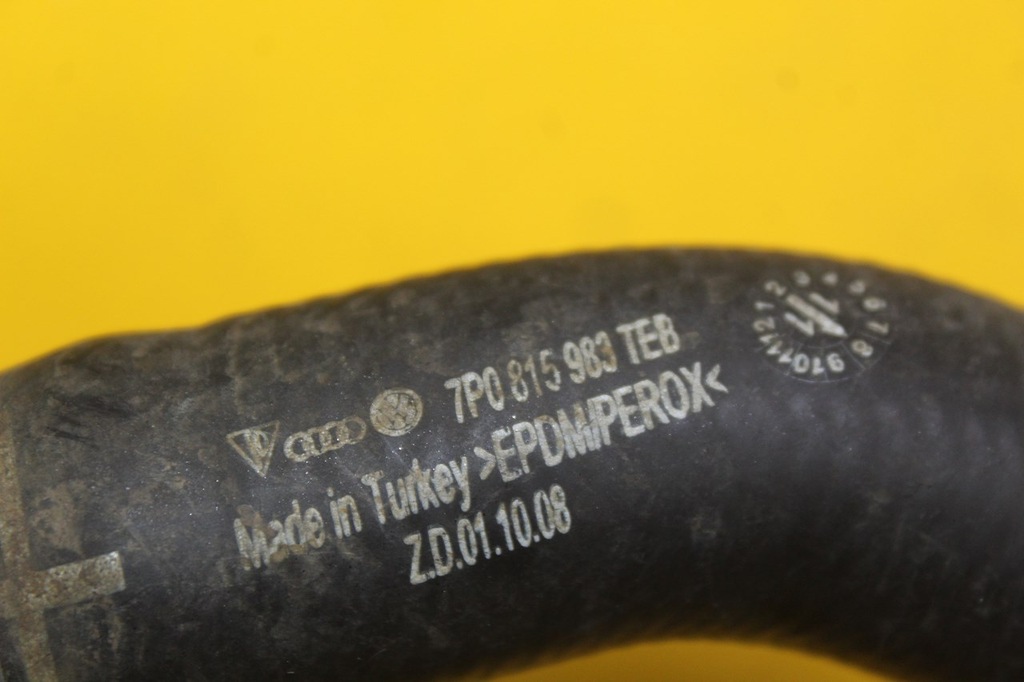 7P0 815 983 TEB
Made in Turkey >EPDM/PEROX<
Z.D.01.10.08